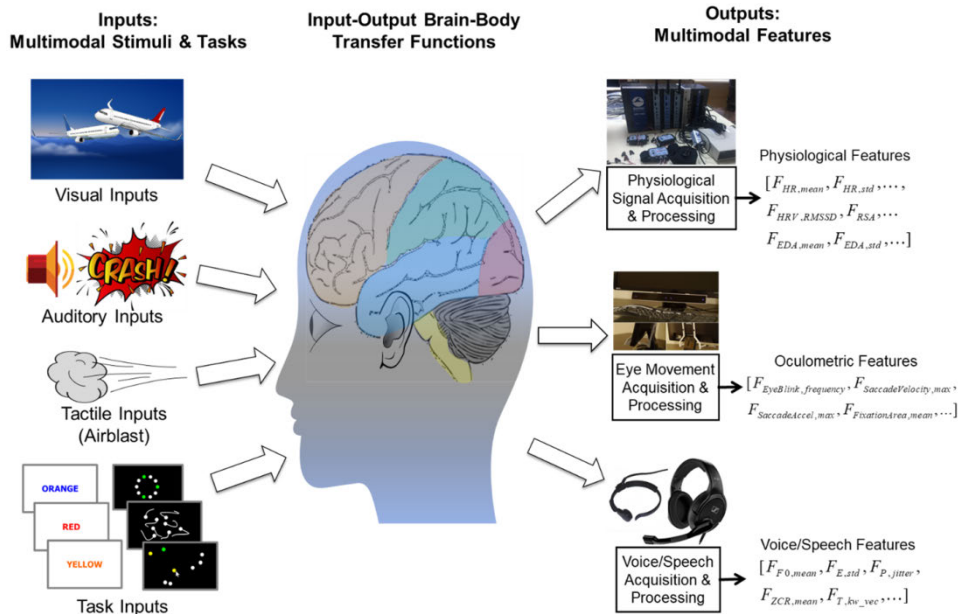 Inputs:
Multimodal Stimuli & Tasks
Input-Output Brain-Body
Transfer Functions
Outputs:
Multimodal Features
Visual Inputs
CRASH!
Auditory Inputs
Tactile Inputs
(Airblast)
ORANGE
RED
YELLOW
Task Inputs
Physiological
Signal Acquisition
& Processing
Physiological Features
[F_HR,mean, F_HR,std,...,
F_HRV,RMSSD, F_RSA,...
F_EDA,mean, F_EDA,std,...]
Eye Movement
Acquisition &
Processing
Oculometric Features
[F_EyeBlink,frequency, F_SaccadeVelocity,max,
F_SaccadeAccel,max, F_FixationArea,mean,...]
Voice/Speech
Acquisition &
Processing
Voice/Speech Features
[F_F0,mean, F_E,std, F_P,jitter,
F_ZCR,mean, F_T,kw_vec,...]